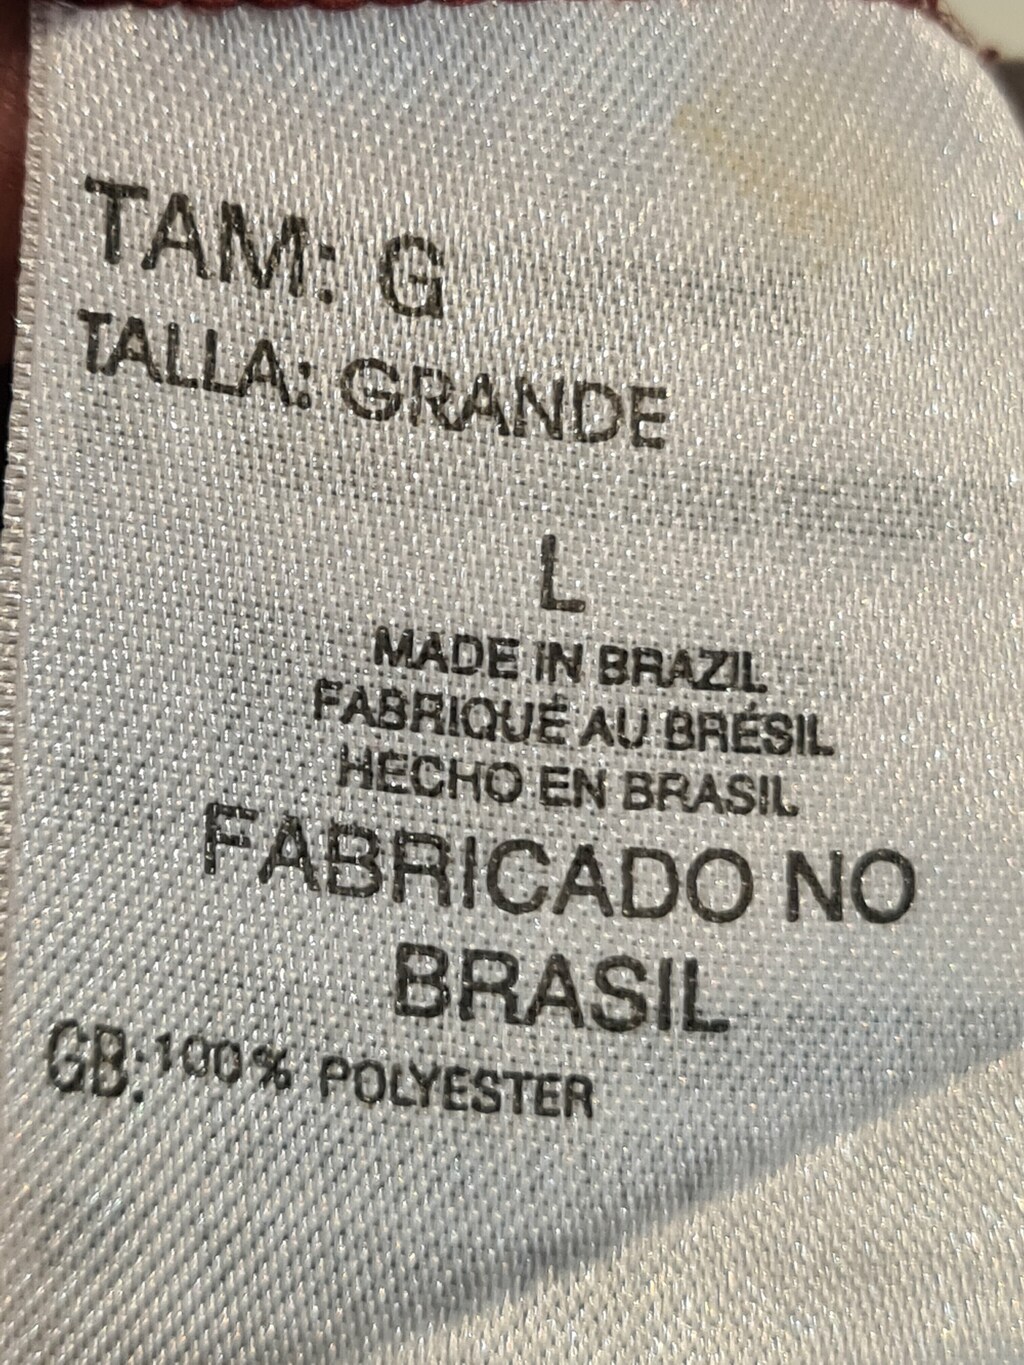 TAM: G
TALLA: GRANDE
L
MADE IN BRAZIL
FABRIQUÉ AU BRÉSIL
HECHO EN BRASIL
FABRICADO NO
BRASIL
GB: 100% POLYESTER